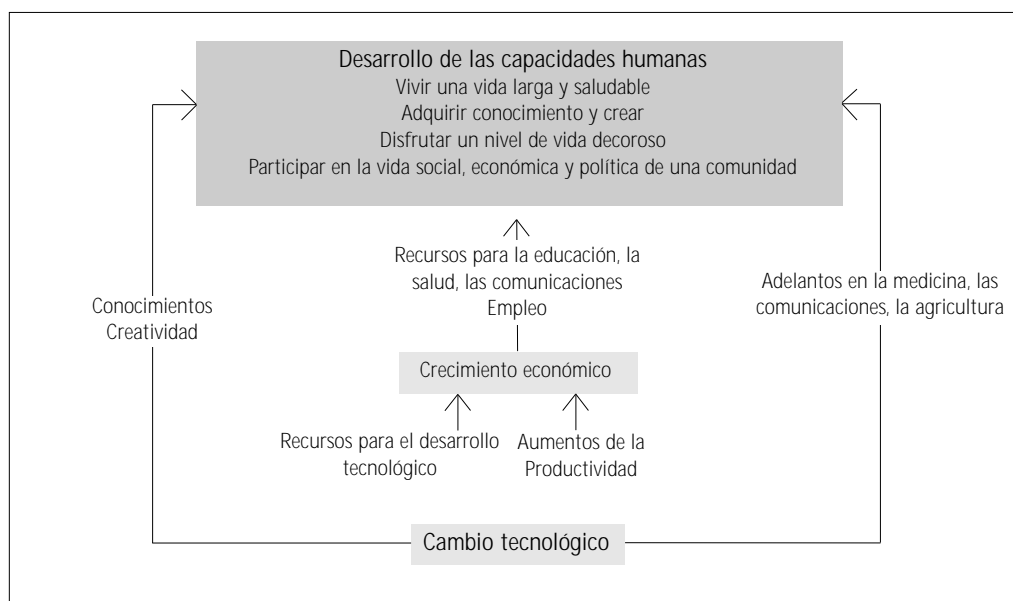 Desarrollo de las capacidades humanas
Vivir una vida larga y saludable
Adquirir conocimiento y crear
Disfrutar un nivel de vida decoroso
Participar en la vida social, económica y política de una comunidad
Recursos para la educación, la
salud, las comunicaciones
Empleo
Conocimientos
Creatividad
Adelantos en la medicina, las
comunicaciones, la agricultura
Crecimiento económico
Recursos para el desarrollo
tecnológico
Aumentos de la
Productividad
Cambio tecnológico